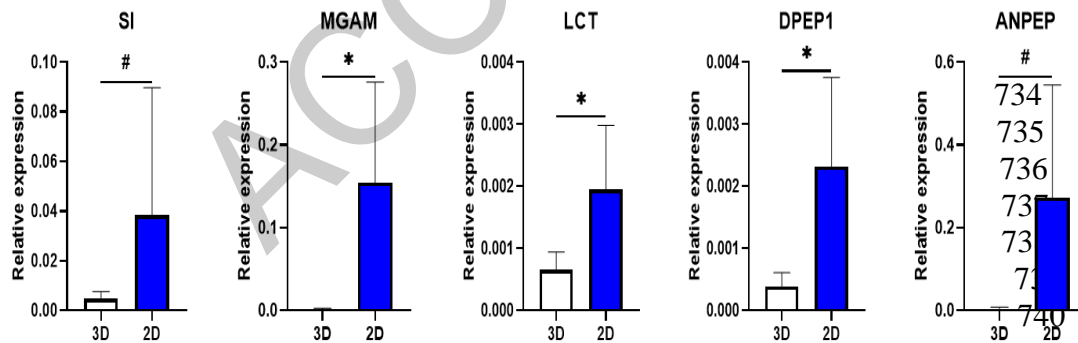 SI
MGAM
LCT
DPEP1
ANPEP
Relative expression
0.10
0.08
0.06
0.04
0.02
0.00
#
3D
2D
Relative expression
0.3
0.2
0.1
0.0
*
3D
2D
Relative expression
0.004
0.003
0.002
0.001
0.000
*
3D
2D
Relative expression
0.004
0.003
0.002
0.001
0.000
*
3D
2D
Relative expression
0.6
0.4
0.2
0.0
#
3D
2D
734
735
736
737
740
ACC